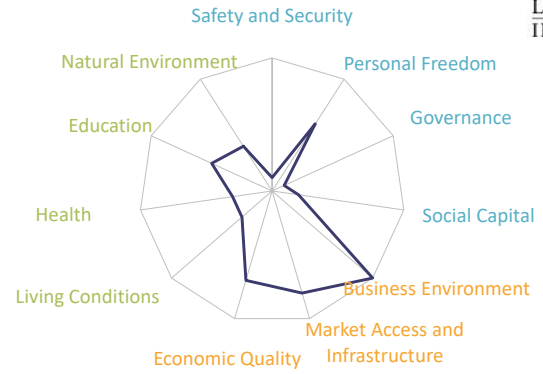 Safety and Security
Natural Environment
Personal Freedom
Education
Governance
Health
Social Capital
Living Conditions
Business Environment
Market Access and
Infrastructure
Economic Quality